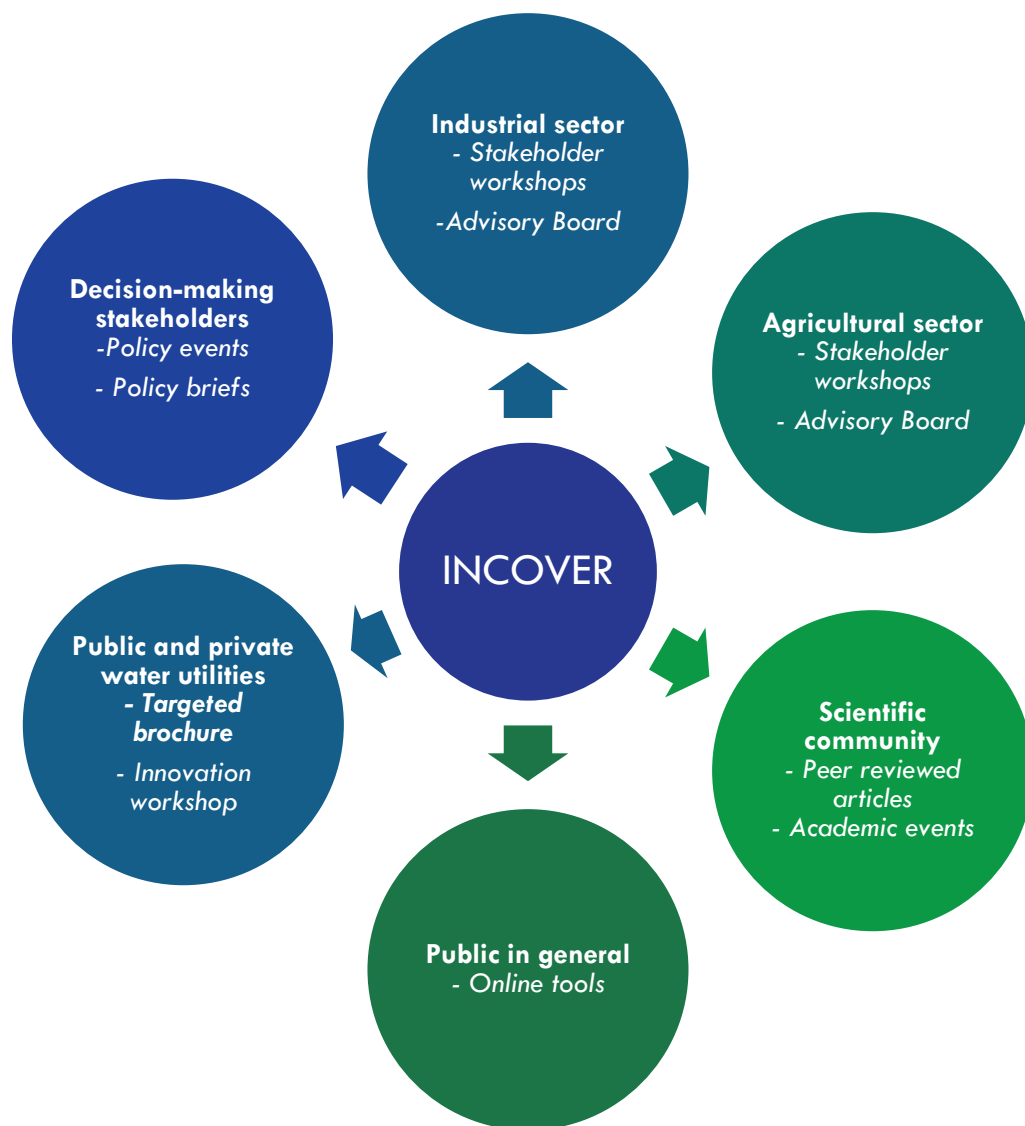 Industrial sector
- Stakeholder
workshops
-Advisory Board
Decision-making
stakeholders
-Policy events
- Policy briefs
Agricultural sector
- Stakeholder
workshops
- Advisory Board
INCOVER
Public and private
water utilities
- Targeted
brochure
- Innovation
workshop
Scientific
community
- Peer reviewed
articles
- Academic events
Public in general
- Online tools